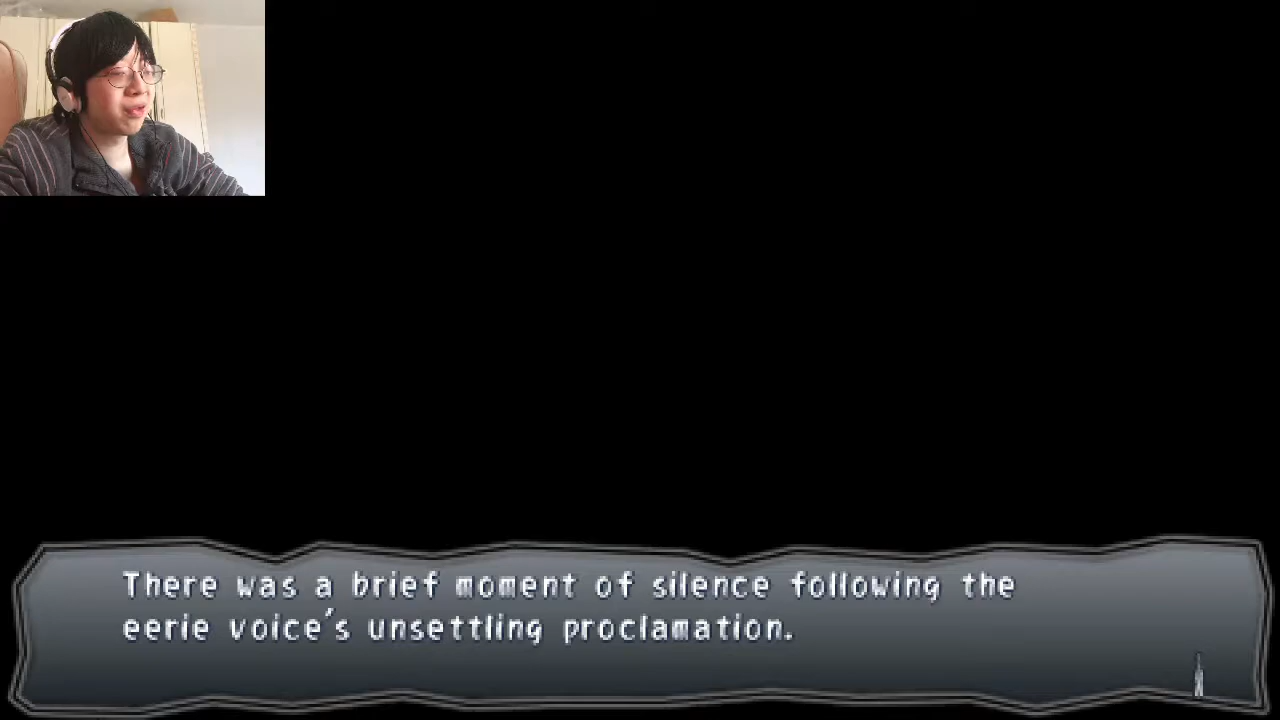 There was a brief moment of silence following the
eerie voice's unsettling proclamation.